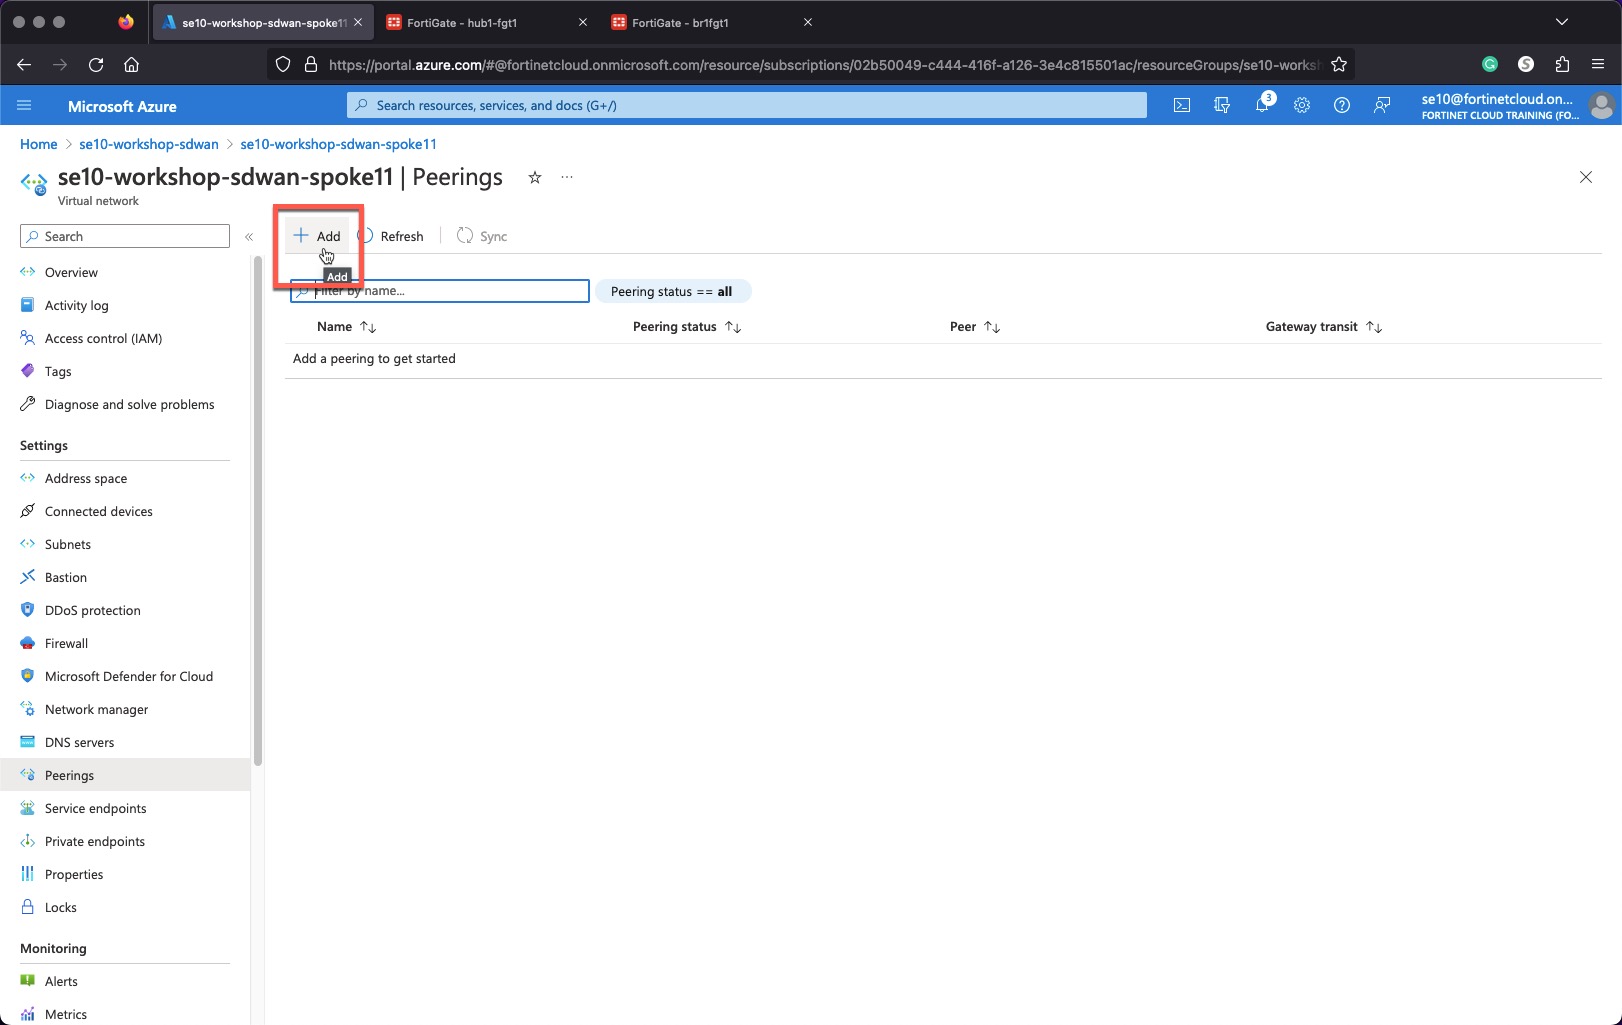 se10-workshop-sdwan-spoke11
FortiGate - hub1-fgt1
FortiGate - br1fgt1
https://portal.azure.com/#@fortinetcloud.onmicrosoft.com/resource/subscriptions/02b50049-c444-416f-a126-3e4c815501ac/resourceGroups/se10-worksh
Microsoft Azure
Search resources, services, and docs (G+/)
3
se10@fortinetcloud.on...
FORTINET CLOUD TRAINING (FO...
Home > se10-workshop-sdwan > se10-workshop-sdwan-spoke11
se10-workshop-sdwan-spoke11 | Peerings
Virtual network
Search
Add
Refresh
Sync
Add
Filter by name...
Peering status == all
Name
Peering status
Peer
Gateway transit
Add a peering to get started
Overview
Activity log
Access control (IAM)
Tags
Diagnose and solve problems
Settings
Address space
Connected devices
Subnets
Bastion
DDoS protection
Firewall
Microsoft Defender for Cloud
Network manager
DNS servers
Peerings
Service endpoints
Private endpoints
Properties
Locks
Monitoring
Alerts
Metrics